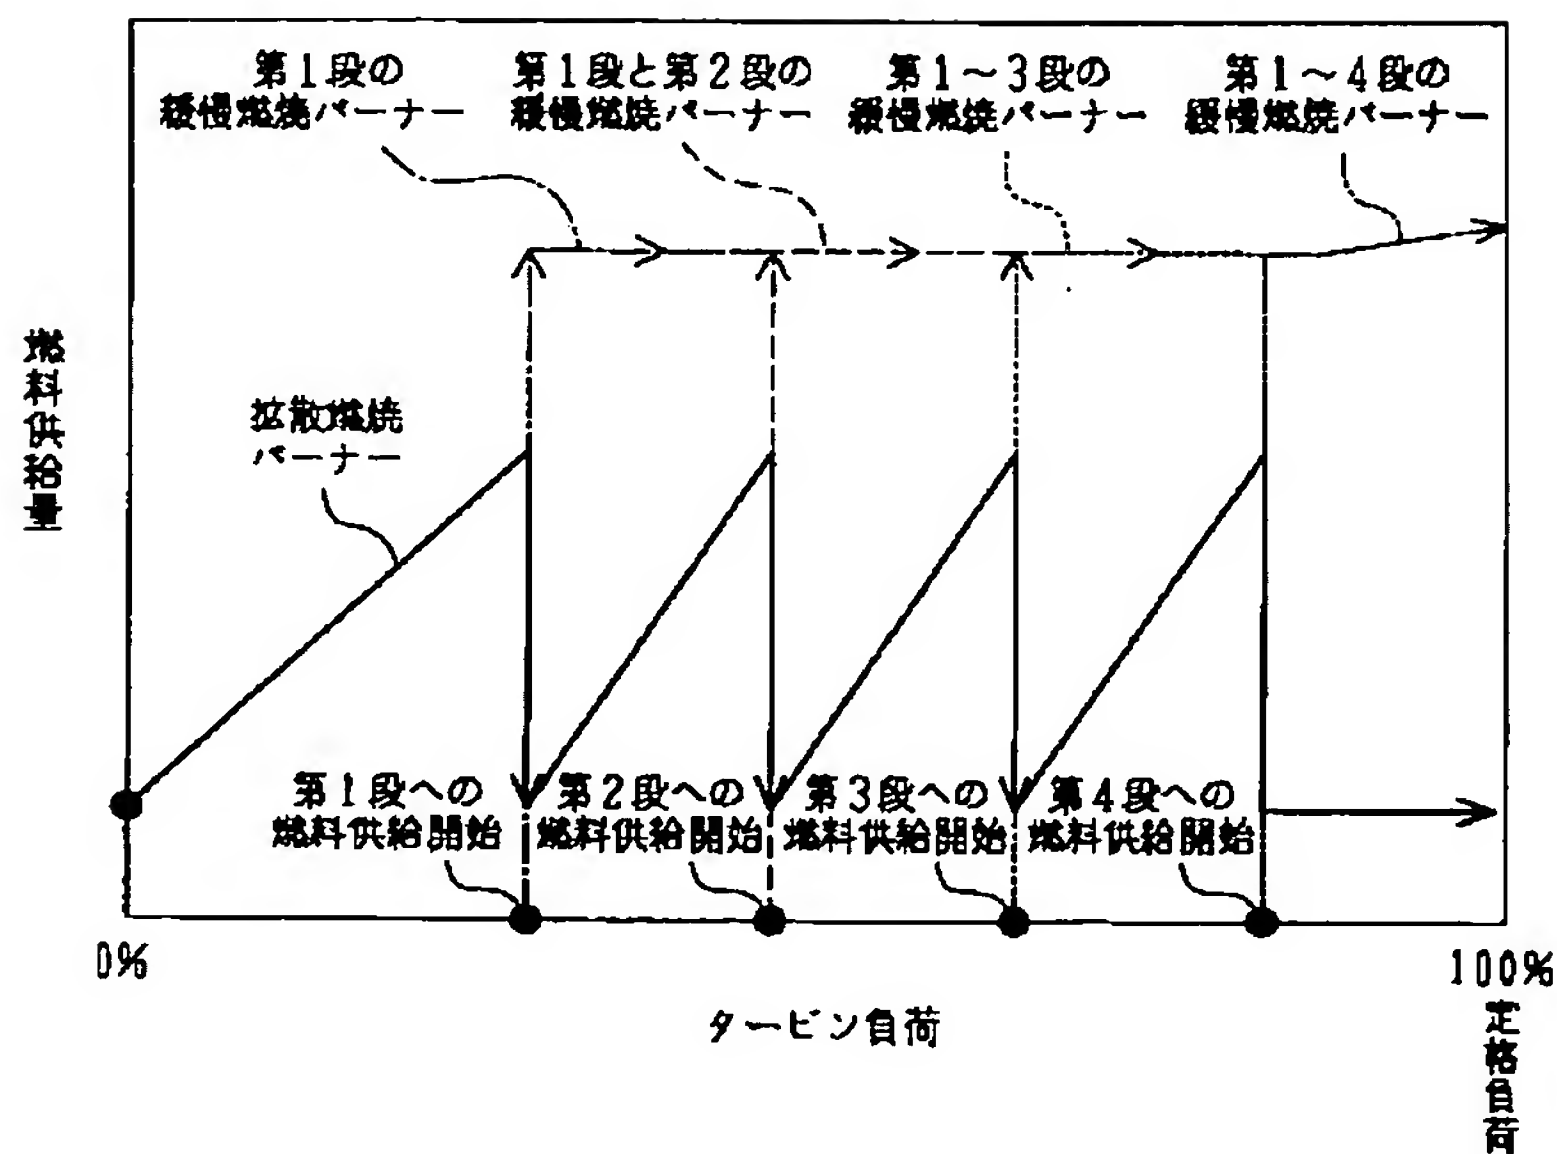 第1段の
緩慢燃焼バーナー
第1段と第2段の
緩慢燃焼バーナー
第1～3段の
緩慢燃焼バーナー
第1～4段の
緩慢燃焼バーナー
燃料供給量
拡散燃焼
バーナー
第1段への
燃料供給開始
第2段への
燃料供給開始
第3段への
燃料供給開始
第4段への
燃料供給開始
0%
100%
定格負荷
タービン負荷